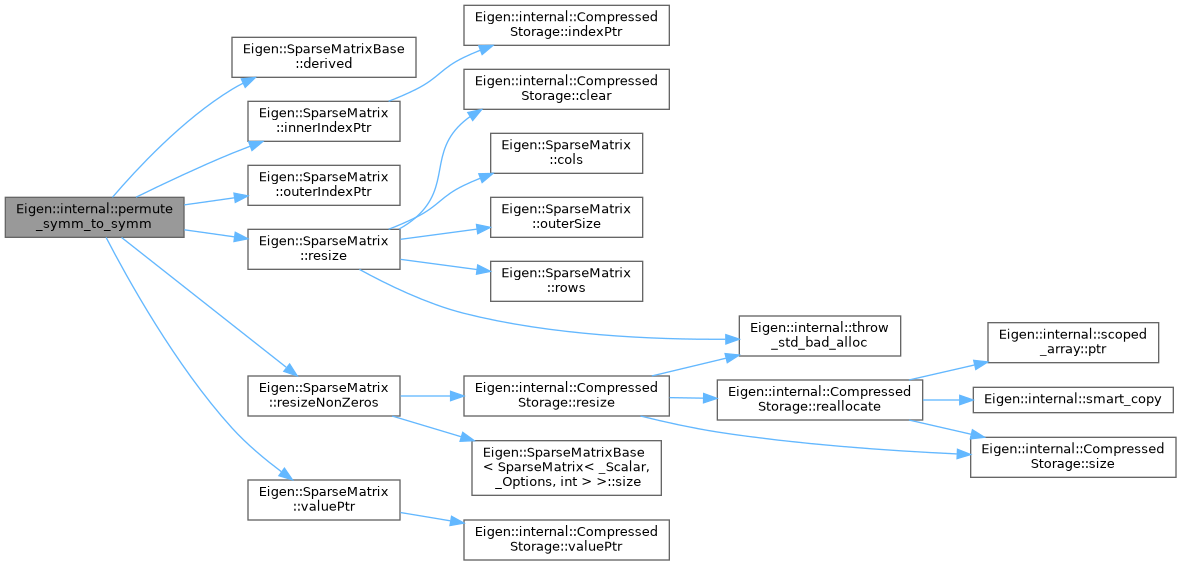 Eigen::internal::permute
_symm_to_symm
Eigen::SparseMatrixBase
::derived
Eigen::SparseMatrix
::innerIndexPtr
Eigen::SparseMatrix
::outerIndexPtr
Eigen::SparseMatrix
::resize
Eigen::SparseMatrix
::resizeNonZeros
Eigen::SparseMatrix
::valuePtr
Eigen::internal::Compressed
Storage::indexPtr
Eigen::internal::Compressed
Storage::clear
Eigen::SparseMatrix
::cols
Eigen::SparseMatrix
::outerSize
Eigen::SparseMatrix
::rows
Eigen::internal::Compressed
Storage::resize
Eigen::SparseMatrixBase
< SparseMatrix< _Scalar,
_Options, int > >::size
Eigen::internal::Compressed
Storage::valuePtr
Eigen::internal::throw
_std_bad_alloc
Eigen::internal::Compressed
Storage::reallocate
Eigen::internal::scoped
_array::ptr
Eigen::internal::smart_copy
Eigen::internal::Compressed
Storage::size